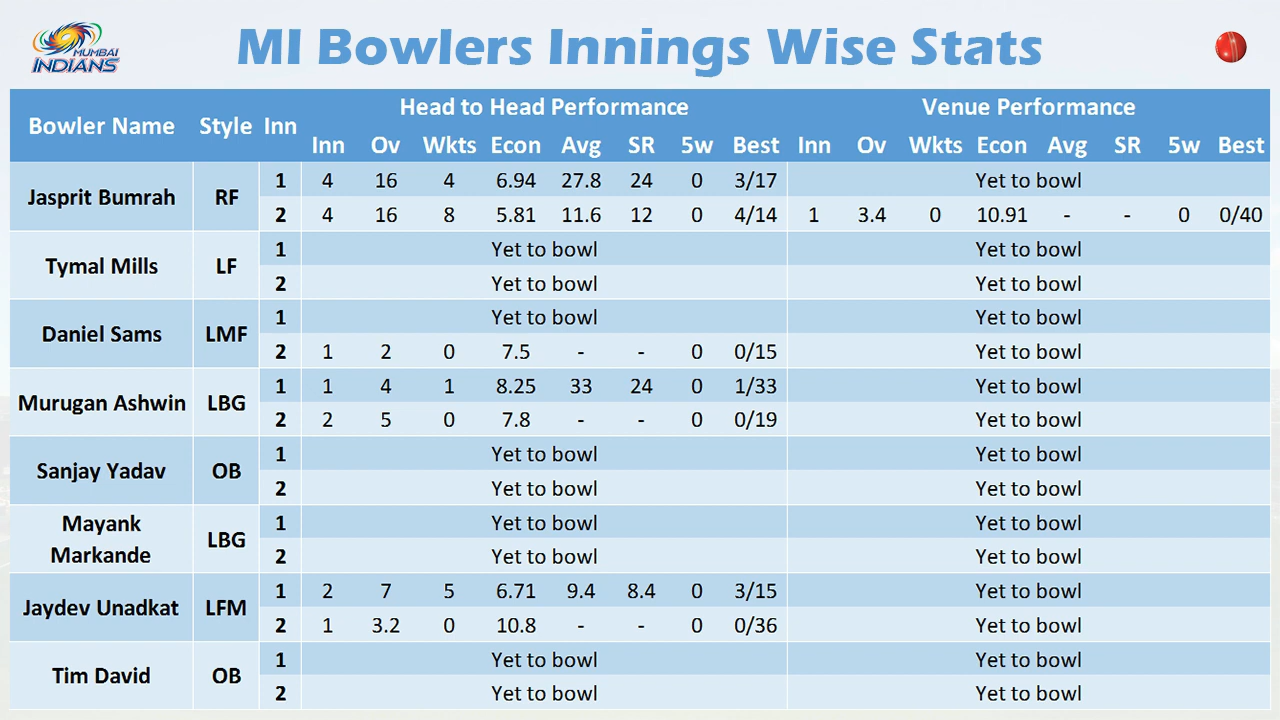 MUMBAI
INDIANS
MI Bowlers Innings Wise Stats
Bowler Name Style Inn Head to Head Performance Venue Performance
Inn Ov Wkts Econ Avg SR 5w Best Inn Ov Wkts Econ Avg SR 5w Best
Jasprit Bumrah RF 1 4 16 4 6.94 27.8 24 0 3/17 Yet to bowl
2 4 16 8 5.81 11.6 12 0 4/14 1 3.4 0 10.91 - - 0 0/40
Tymal Mills LF 1 Yet to bowl Yet to bowl
2 Yet to bowl Yet to bowl
Daniel Sams LMF 1 Yet to bowl Yet to bowl
2 1 2 0 7.5 - - 0 0/15 Yet to bowl
Murugan Ashwin LBG 1 1 4 1 8.25 33 24 0 1/33 Yet to bowl
2 2 5 0 7.8 - - 0 0/19 Yet to bowl
Sanjay Yadav OB 1 Yet to bowl Yet to bowl
2 Yet to bowl Yet to bowl
Mayank
Markande LBG 1 Yet to bowl Yet to bowl
2 Yet to bowl Yet to bowl
Jaydev Unadkat LFM 1 2 7 5 6.71 9.4 8.4 0 3/15 Yet to bowl
2 1 3.2 0 10.8 - - 0 0/36 Yet to bowl
Tim David OB 1 Yet to bowl Yet to bowl
2 Yet to bowl Yet to bowl